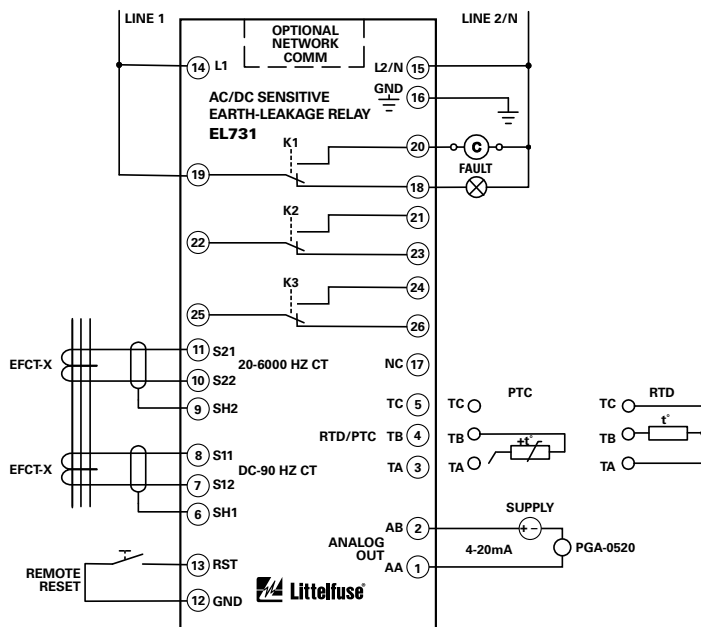 LINE 1
LINE 2/N
OPTIONAL
NETWORK
COMM
14 L1
L2/N 15
GND 16
AC/DC SENSITIVE
EARTH-LEAKAGE RELAY
EL731
K1
20
C
FAULT
19
18
K2
21
22
23
K3
24
25
26
EFCT-X
11 S21
20-6000 HZ CT
10 S22
9 SH2
NC 17
TC 5
RTD/PTC TB 4
TA 3
TC
PTC
TB
+t°
TA
TC
RTD
t°
TB
TA
EFCT-X
8 S11
DC-90 HZ CT
7 S12
6 SH1
SUPPLY
AB 2
+ -
ANALOG
OUT
4-20mA
PGA-0520
AA 1
13 RST
REMOTE
RESET
12 GND
Littelfuse®